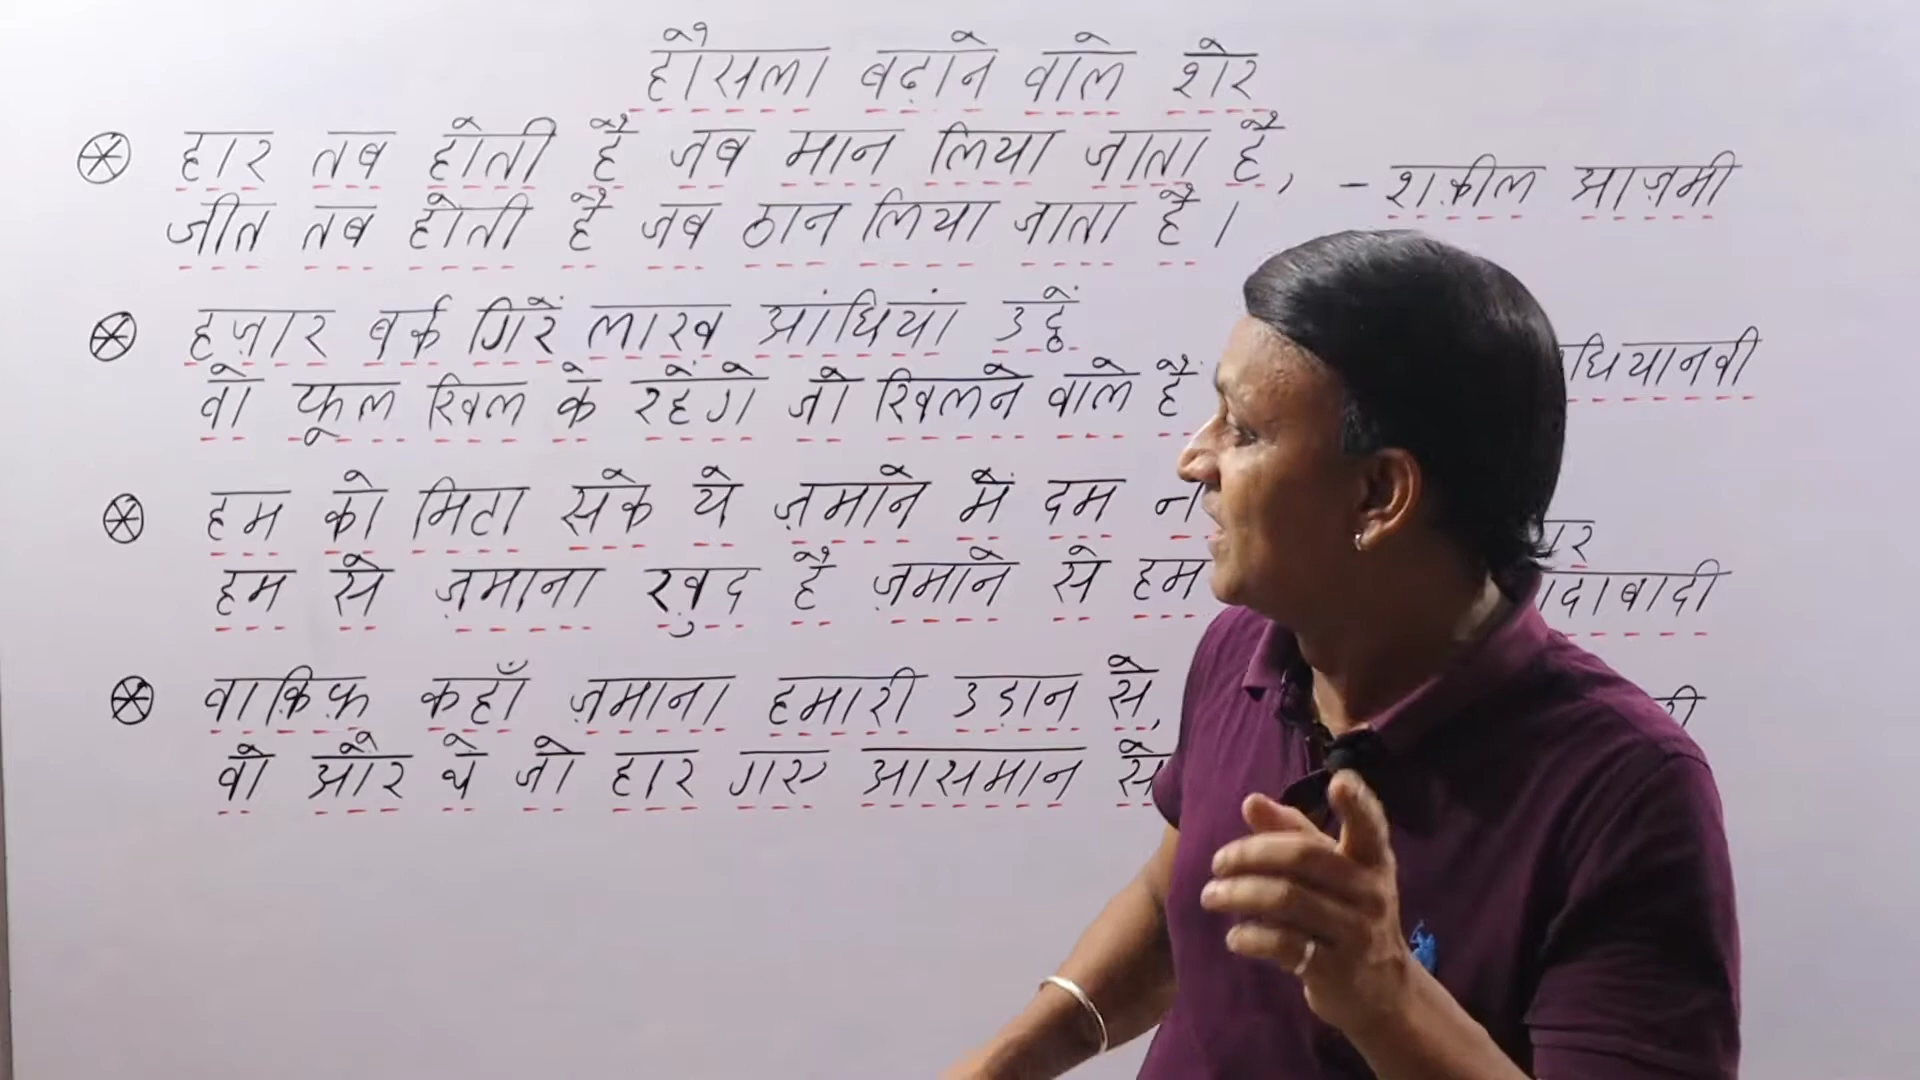 हौसला बढ़ाने वाले शेर
हार तब होती है जब मान लिया जाता है,
जीत तब होती है जब ठान लिया जाता है।
- शकील आज़मी
हज़ार बर्क गिरें लाख आंधियां उट्ठें
वो फूल खिल के रहेंगे जो खिलने वाले हैं
धियानवी
हम को मिटा सके ये ज़माने में दम न
हम से ज़माना ख़ुद है ज़माने से हम
दाबादी
वाक़िफ़ कहाँ ज़माना हमारी उड़ान से,
वो और थे जो हार गए आसमान से